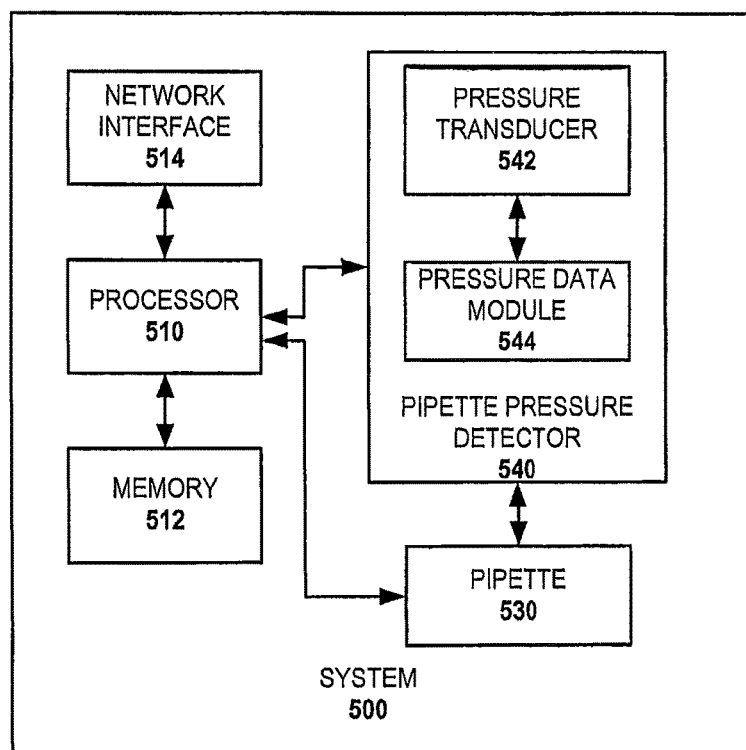 NETWORK
INTERFACE
514
PROCESSOR
510
MEMORY
512
PRESSURE
TRANSDUCER
542
PRESSURE DATA
MODULE
544
PIPETTE PRESSURE
DETECTOR
540
PIPETTE
530
SYSTEM
500